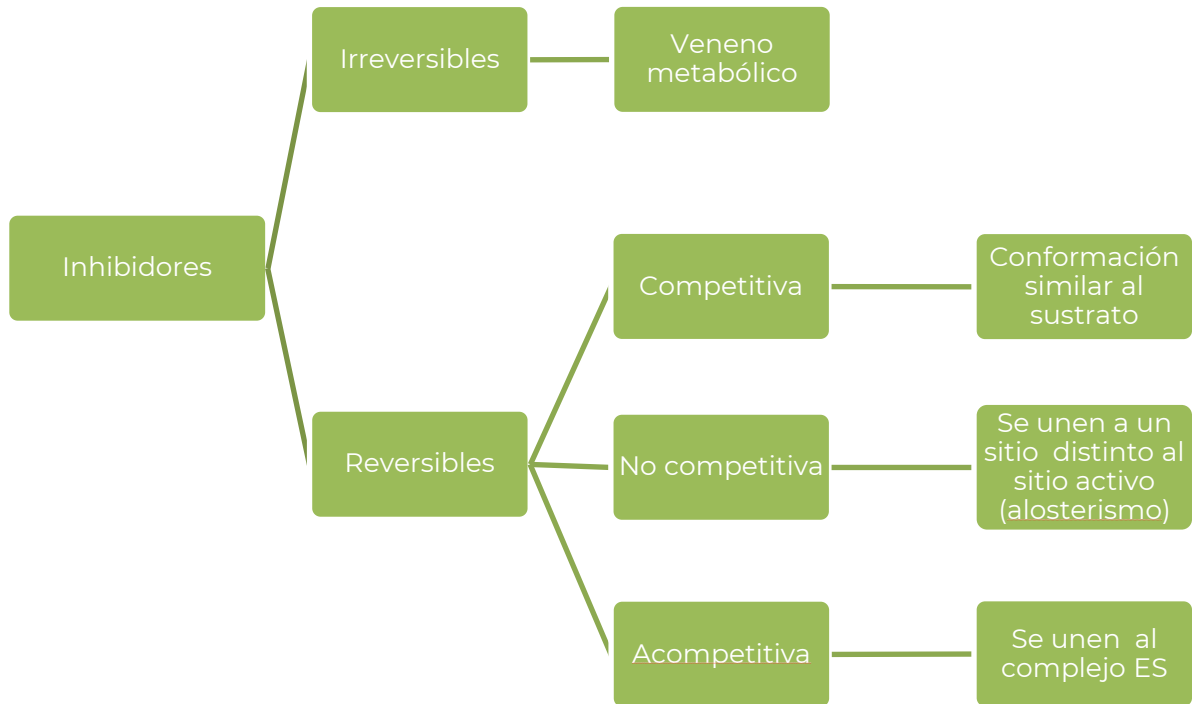 Irreversibles
Veneno
metabólico
Inhibidores
Competitiva
Conformación
similar al
sustrato
Reversibles
No competitiva
Se unen a un
sitio distinto al
sitio activo
(alosterismo)
Acompetitiva
Se unen al
complejo ES